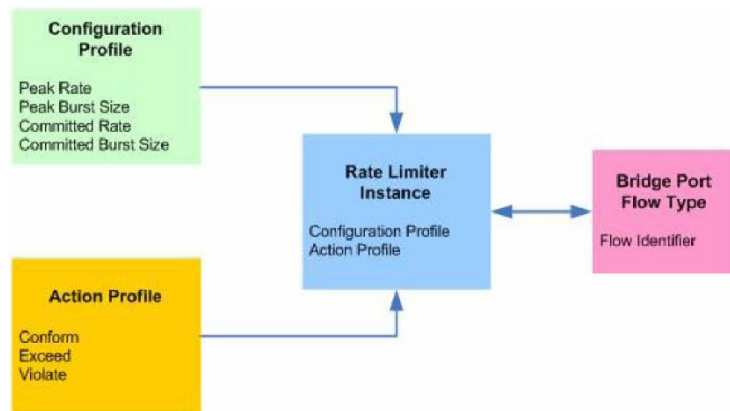 Configuration
Profile
Peak Rate
Peak Burst Size
Committed Rate
Committed Burst Size
Rate Limiter
Instance
Configuration Profile
Action Profile
Bridge Port
Flow Type
Flow Identifier
Action Profile
Conform
Exceed
Violate